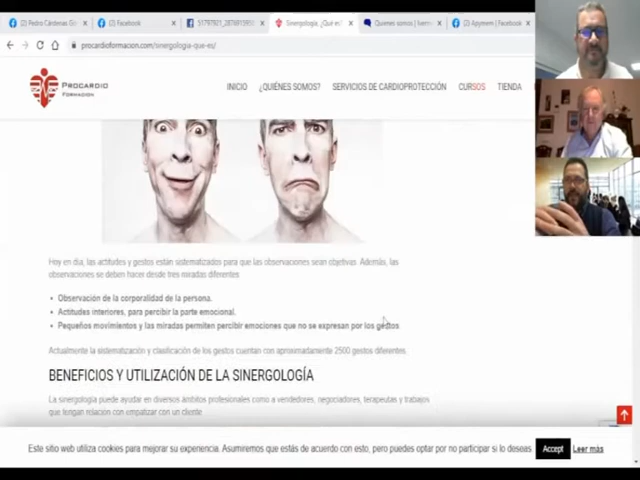 (2) Pedro Cárdenas Go
(2) Facebook
Sinergología: ¿Qué es?
Quienes somos |
(2) Apymem | Facebook
procardioformacion.com/sinergologia-que-es/
PROCARDIO
FORMACION
INICIO ¿QUIÉNES SOMOS? SERVICIOS DE CARDIOPROTECCIÓN CURSOS TIENDA
Hoy en día, las actitudes y gestos están sistematizados para que las observaciones sean objetivas. Además, las
observaciones se deben hacer desde tres miradas diferentes
• Observación de la corporalidad de la persona.
• Actitudes interiores, para percibir la parte emocional.
• Pequeños movimientos y las miradas permiten percibir emociones que no se expresan por los gestos
Actualmente la sistematización y clasificación de los gestos cuentan con aproximadamente 2500 gestos diferentes
BENEFICIOS Y UTILIZACIÓN DE LA SINERGOLOGÍA
La sinergología puede ayudar en diversos ámbitos profesionales como a vendedores, negociadores, terapeutas y trabajos
que tengan relación con empatizar con un cliente
Este sitio web utiliza cookies para mejorar su experiencia. Asumiremos que estás de acuerdo con esto, pero puedes optar por no participar si lo deseas
Accept
Leer más